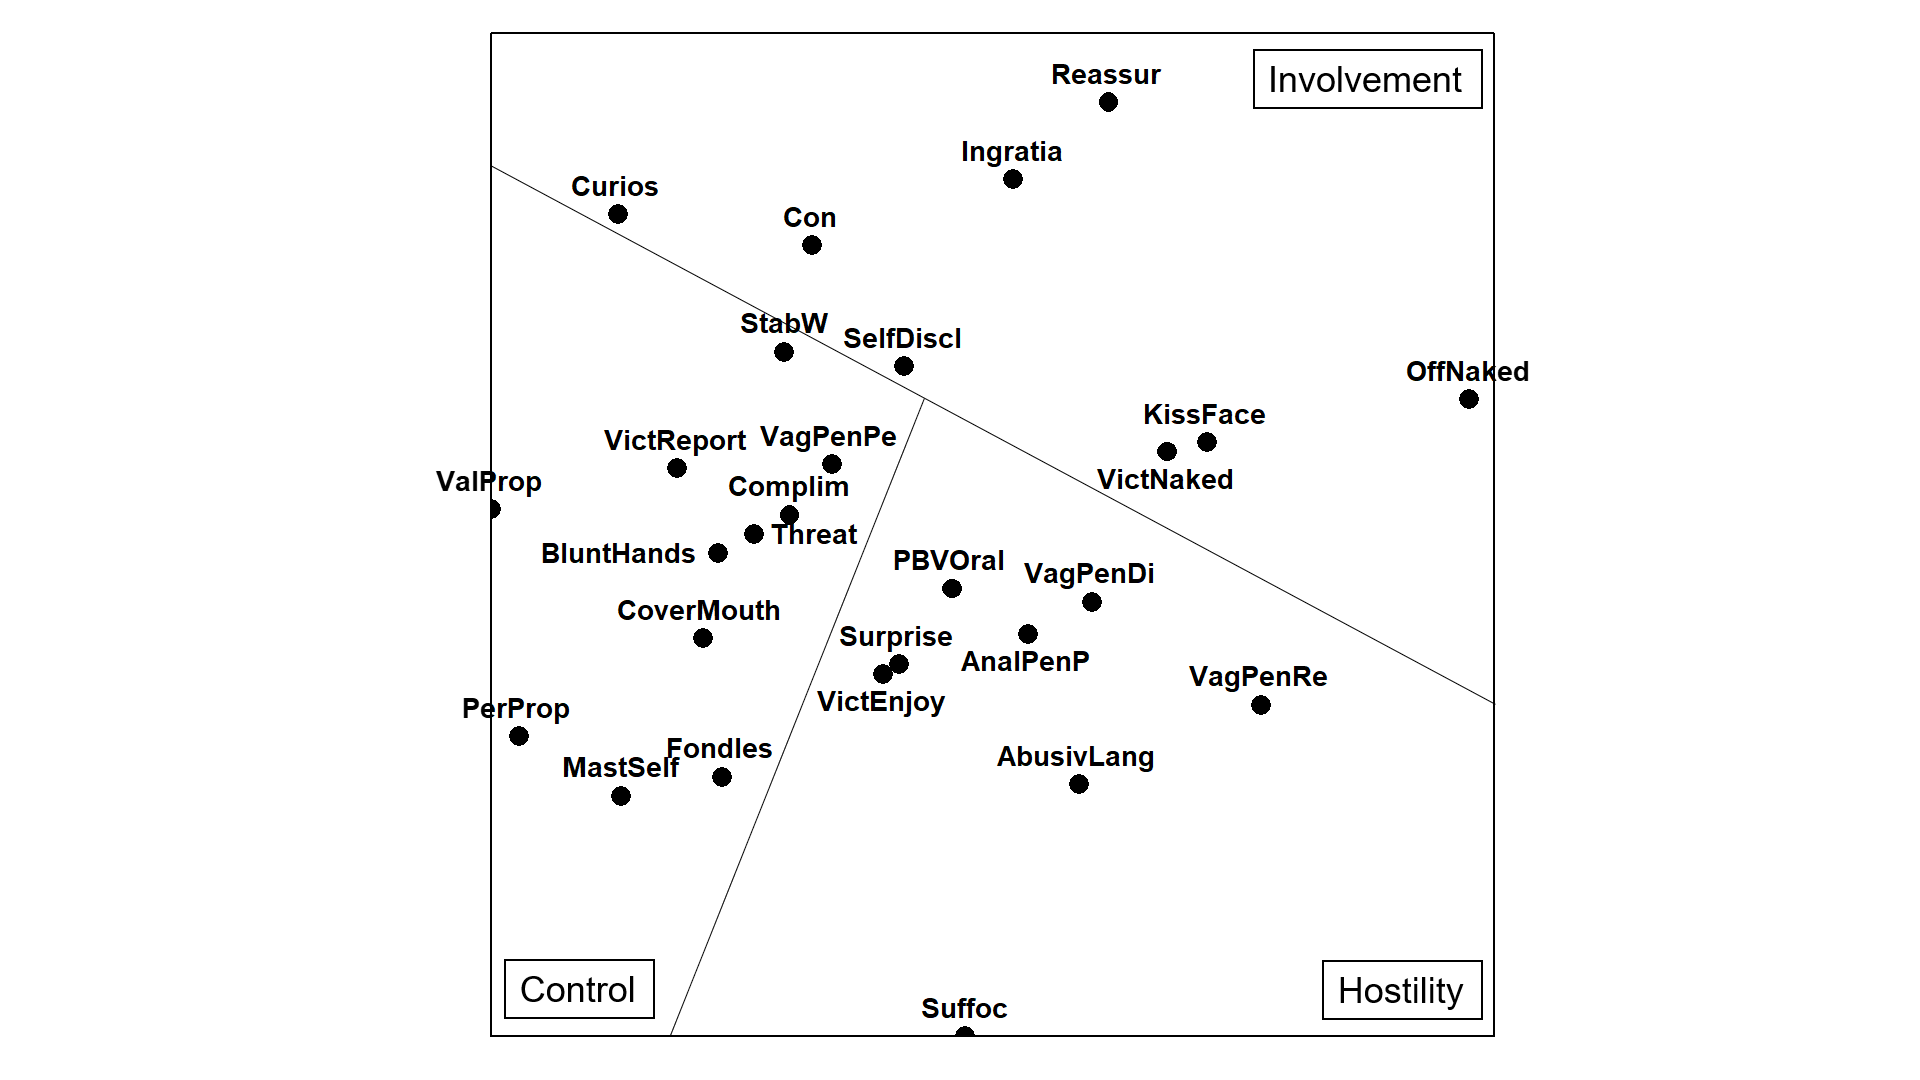 Reassur
Involvement
Ingratia
Curios
Con
StabW
SelfDiscl
OffNaked
KissFace
VictReport
VagPenPe
VictNaked
ValProp
Complim
Threat
BluntHands
PBVOral
VagPenDi
CoverMouth
Surprise
AnalPenP
VagPenRe
VictEnjoy
PerProp
Fondles
MastSelf
AbusivLang
Control
Hostility
Suffoc